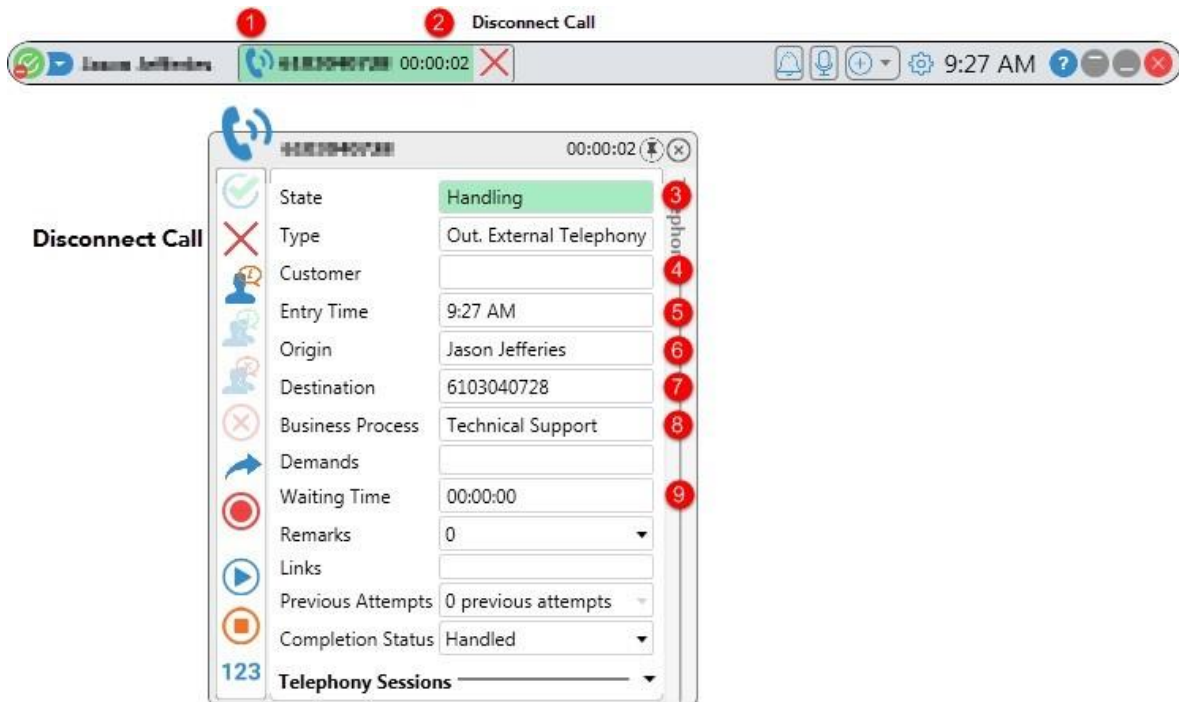 1 2 Disconnect Call
00:00:02 9:27 AM ?
00:00:02
State Handling 3
Disconnect Call Type Out. External Telephony
Customer 4
Entry Time 9:27 AM 5
Origin Jason Jefferies 6
Destination 6103040728 7
Business Process Technical Support 8
Demands
Waiting Time 00:00:00 9
Remarks 0
Links
Previous Attempts 0 previous attempts
Completion Status Handled
123 Telephony Sessions